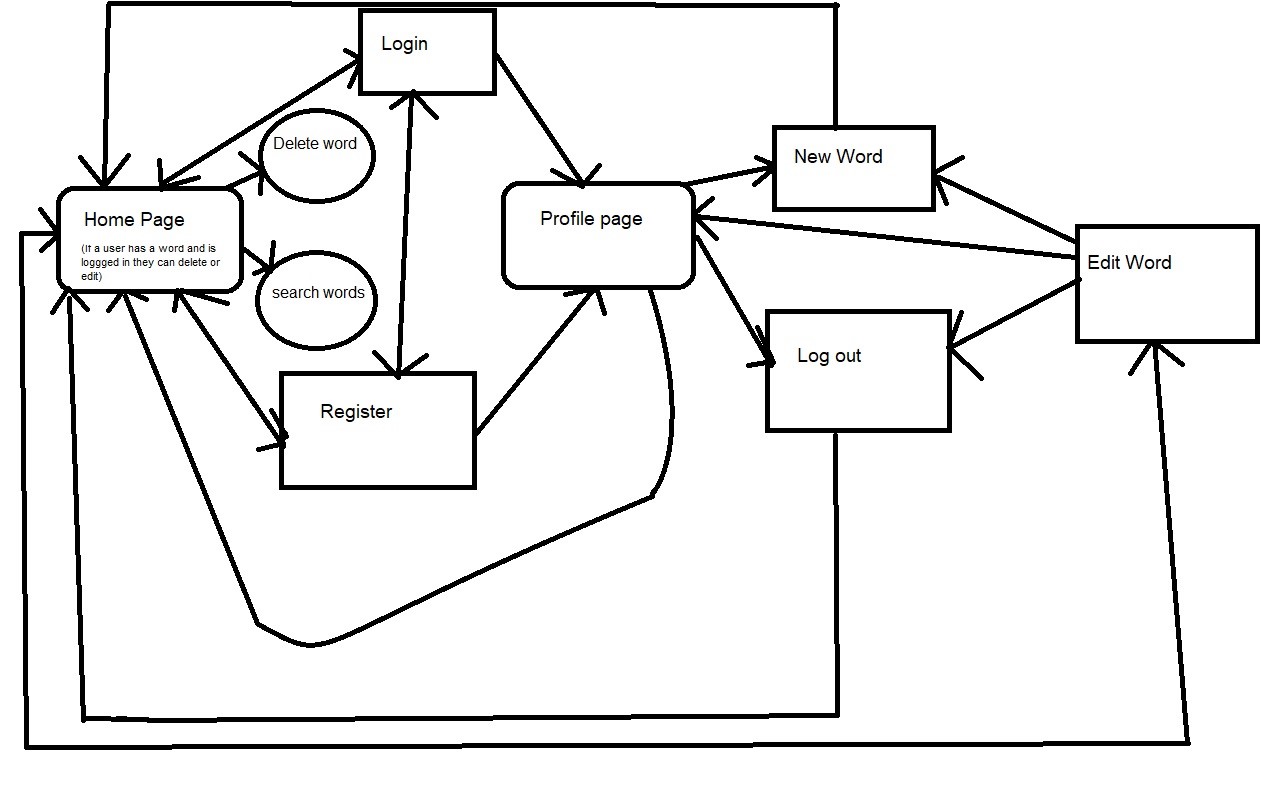 Login
Delete word
New Word
Home Page
(If a user has a word and is
loggged in they can delete or
edit)
Profile page
Edit Word
search words
Log out
Register